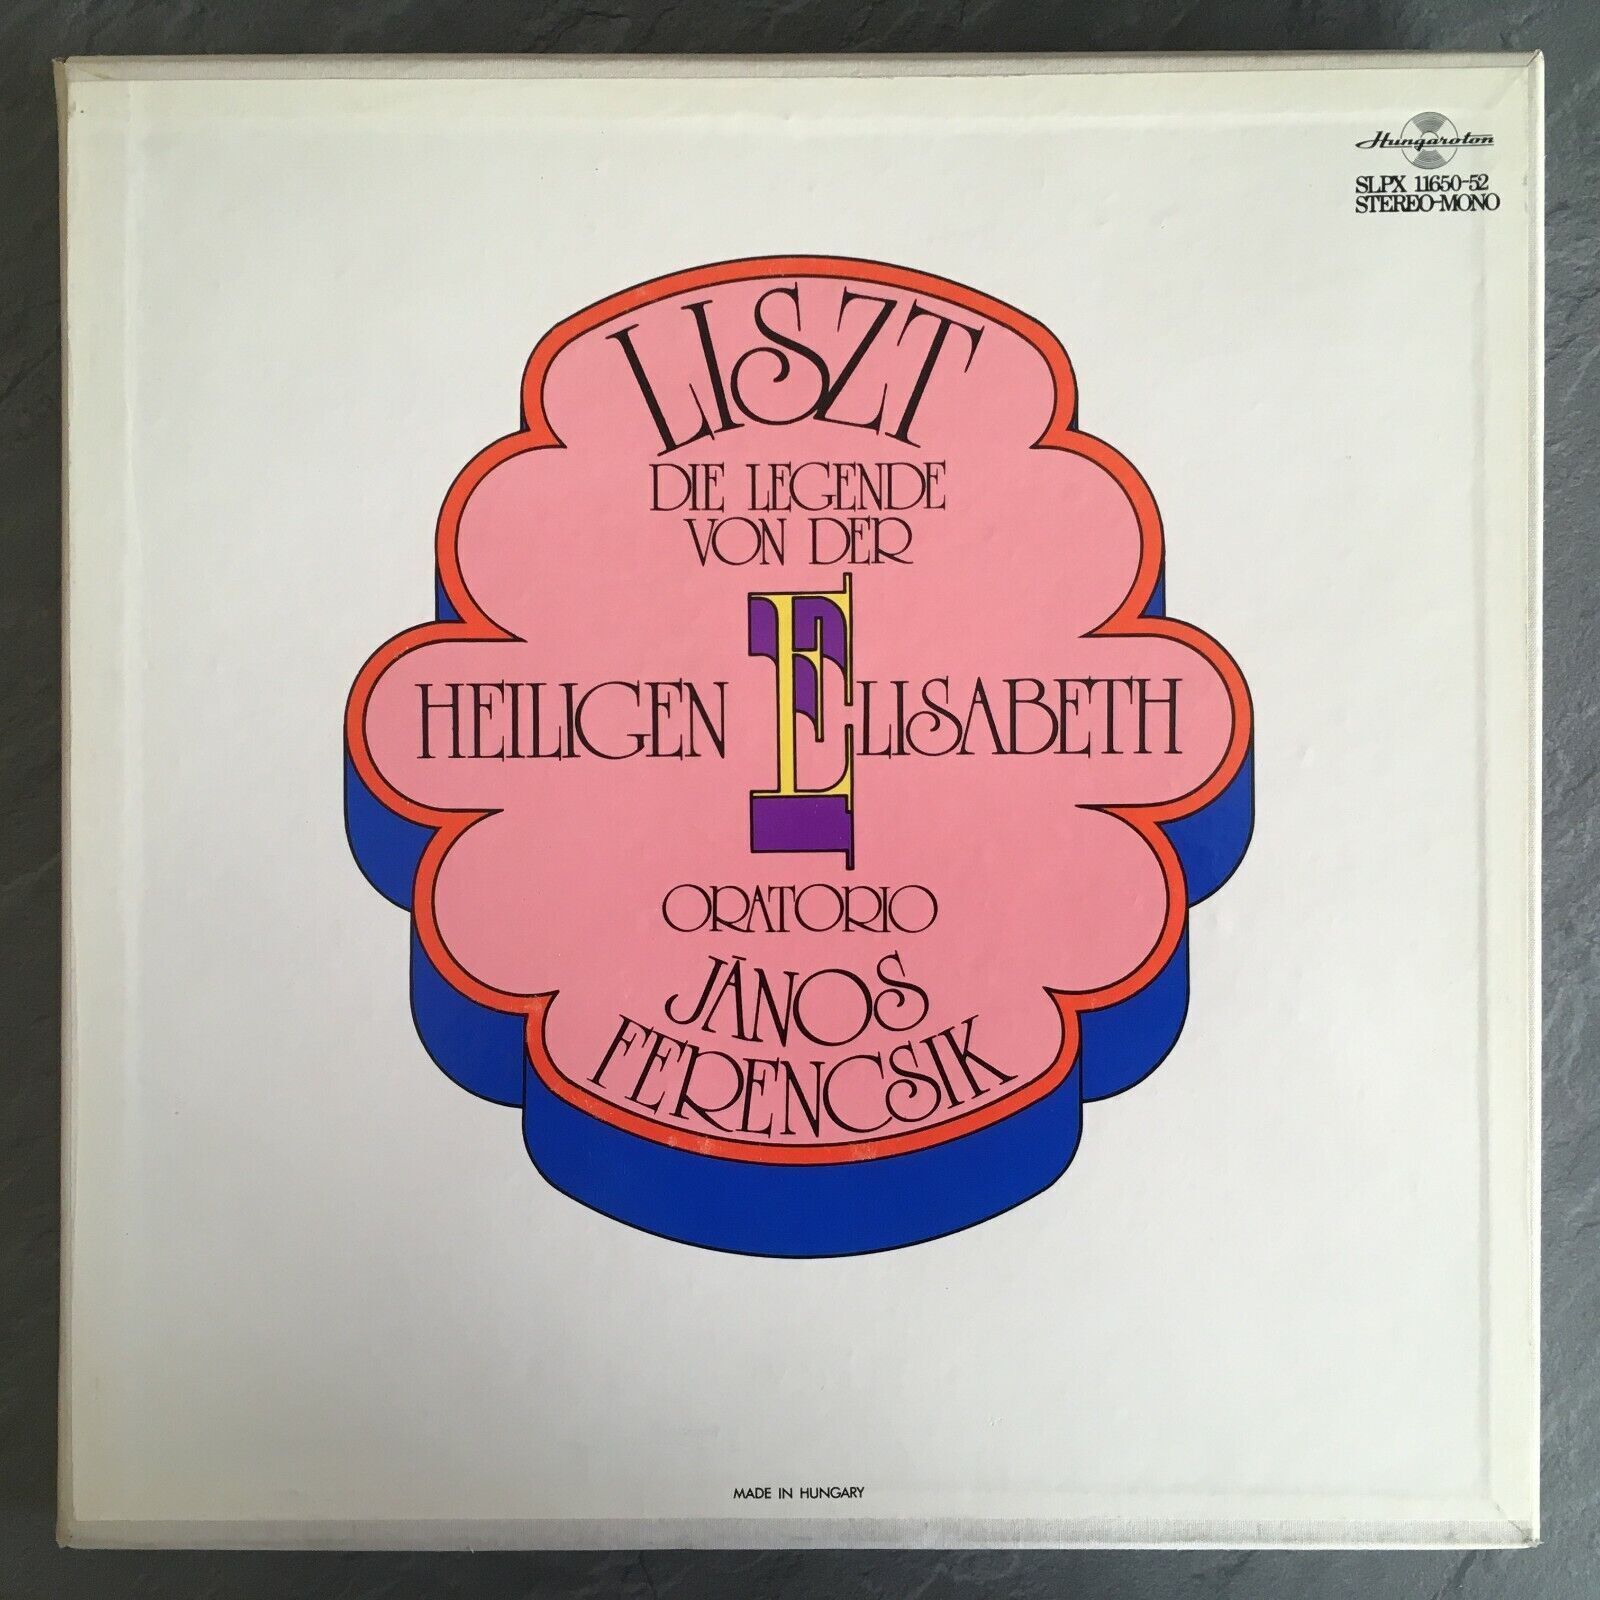 Hungaroton
SLPX 11650-52
STEREO-MONO
LISZT
DIE LEGENDE
VON DER
HEILIGEN ELISABETH
ORATORIO
JÁNOS
FERENCSIK
MADE IN HUNGARY